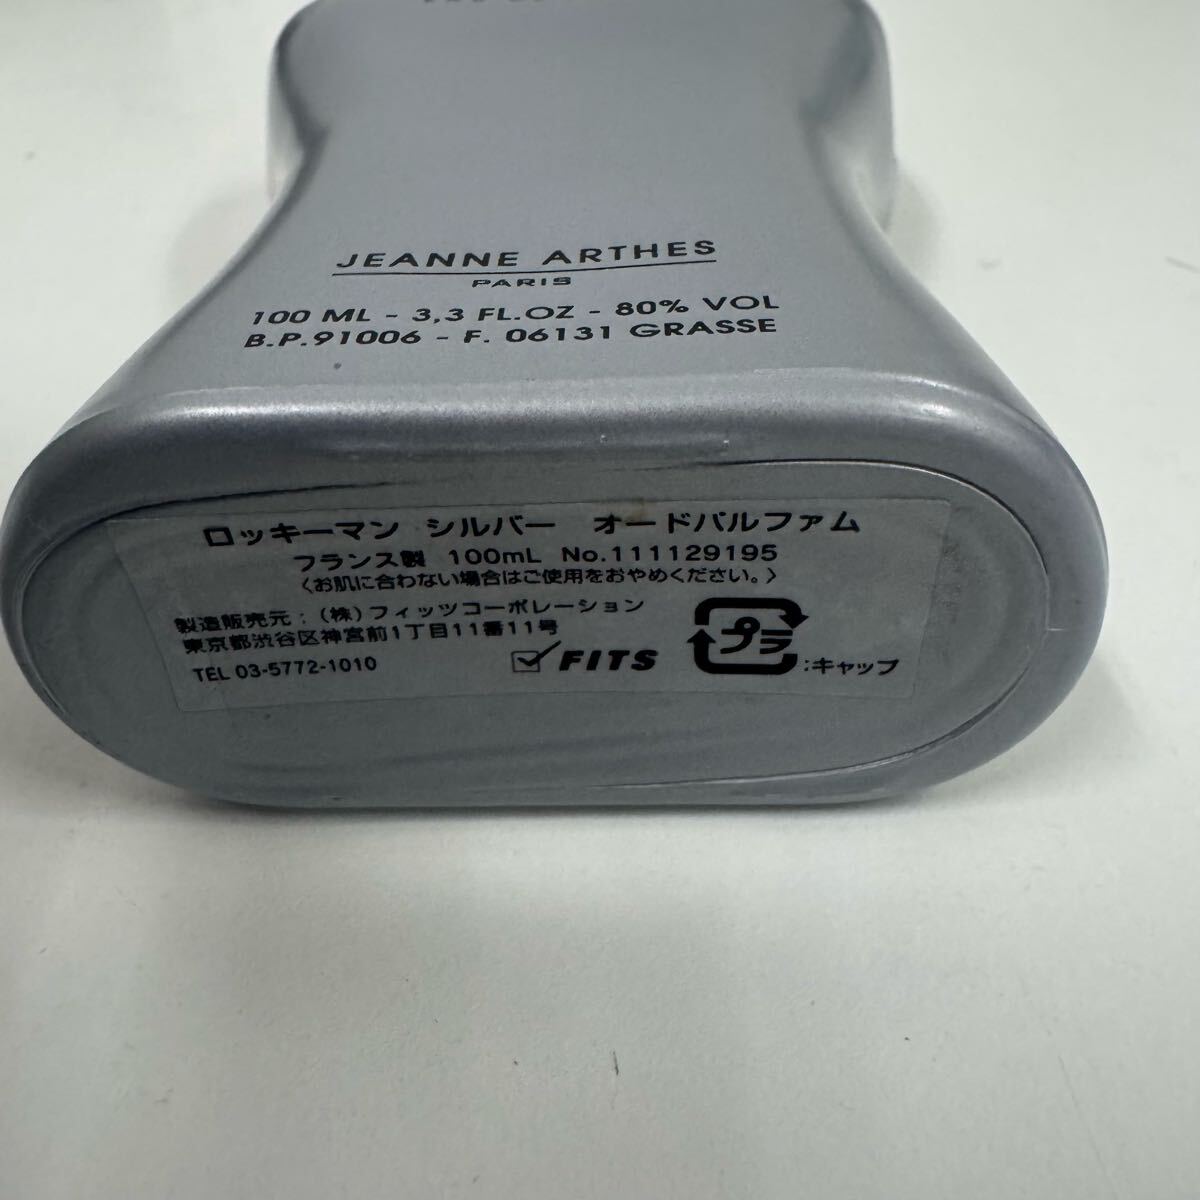 JEANNE ARTHES
PARIS
100 ML - 3,3 FL.OZ - 80% VOL
B.P.91006 - F. 06131 GRASSE
ロッキーマン シルバー オードパルファム
フランス製 100mL No.111129195
〈お肌に合わない場合はご使用をおやめください。〉
製造販売元：(株)フィッツコーポレーション
東京都渋谷区神宮前1丁目11番11号
TEL 03-5772-1010
FITS
プラ
:キャップ